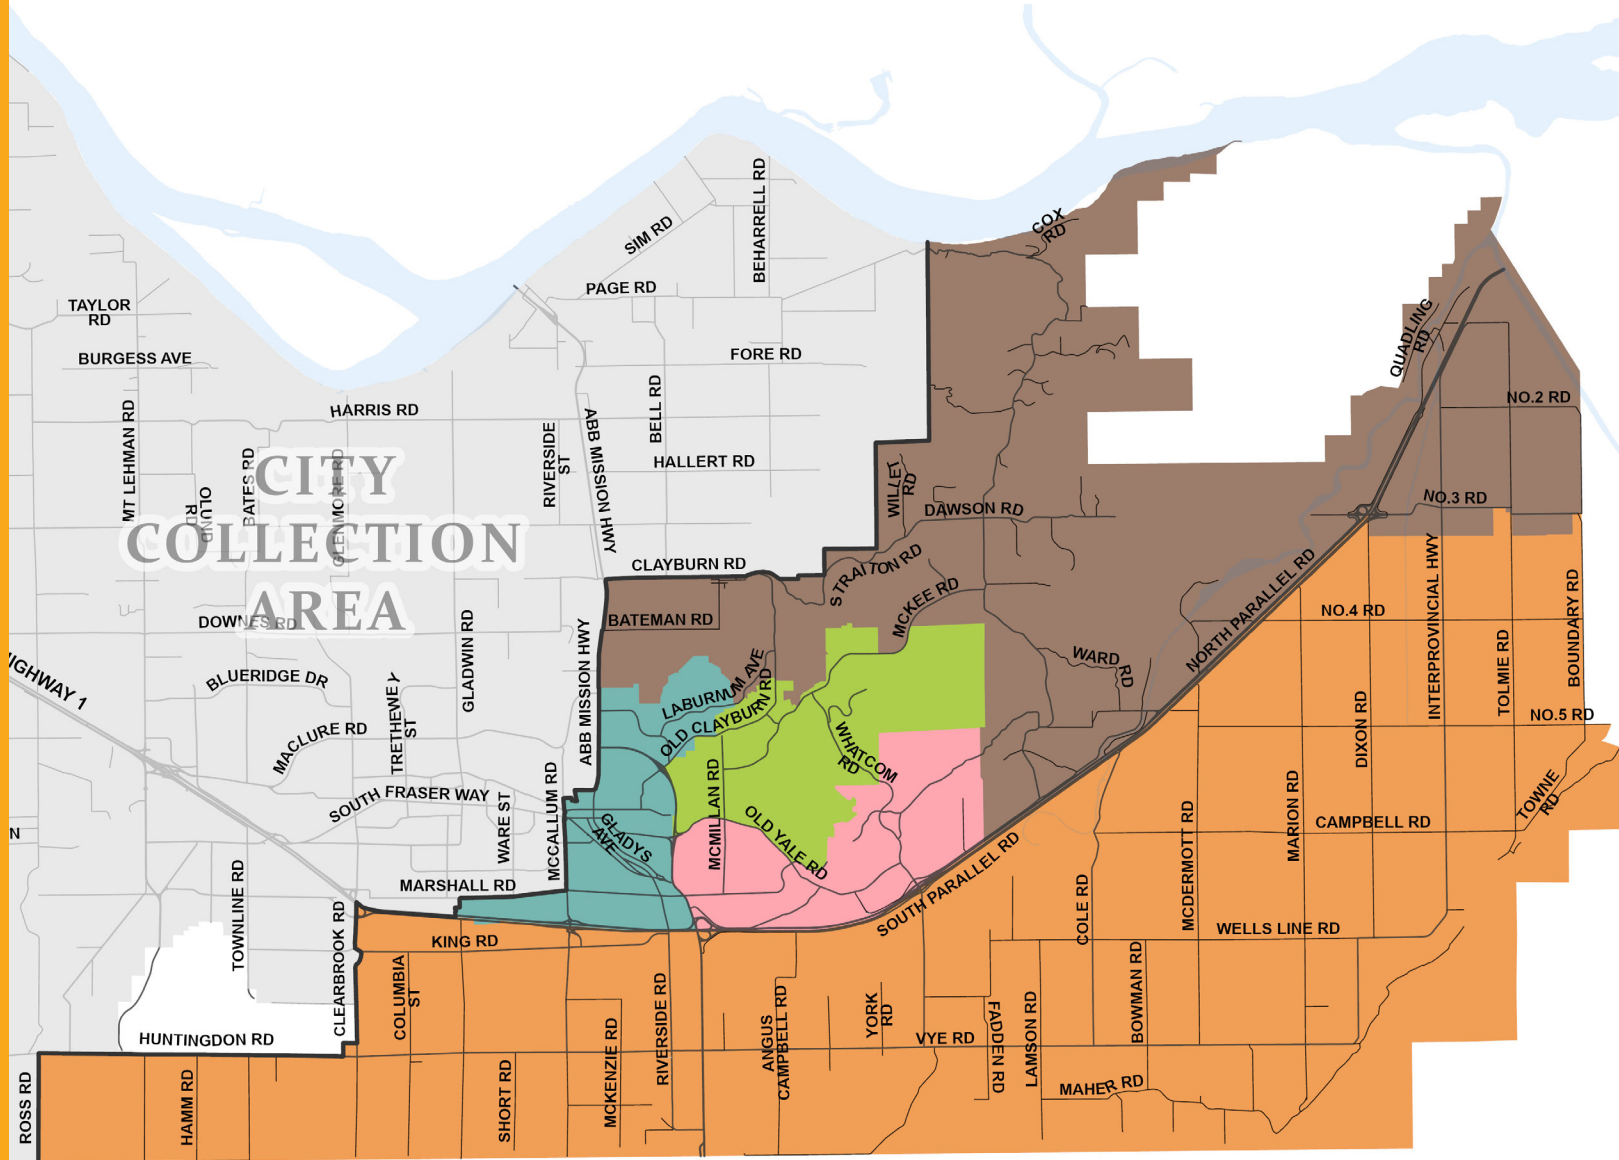 COX
RD
BEHARRELL RD
SIM RD
PAGE RD
TAYLOR
RD
QUADLING
RD
FORE RD
BURGESS AVE
NO.2 RD
HARRIS RD
BELL RD
MT LEHMAN RD
ABB MISSION HWY
RIVERSIDE
ST
HALLERT RD
BATES RD
GLENMORE RD
OLUND
RD
CITY
COLLECTION
AREA
WILLET
RD
NO.3 RD
DAWSON RD
CLAYBURN RD
S TRAITON RD
MCKEE RD
INTERPROVINCIAL HWY
BOUNDARY RD
NORTH PARALLEL RD
NO.4 RD
DOWNES RD
BATEMAN RD
GLADWIN RD
ABB MISSION HWY
WARD
RD
TOLMIE RD
HIGHWAY 1
BLUERIDGE DR
LABURNUM AVE
OLD CLAYBURN RD
TRETHEWEY
ST
MACLURE RD
WHATCOM
RD
DIXON RD
NO.5 RD
SOUTH FRASER WAY
MCCALLUM RD
WARE ST
MCMILLAN RD
GLADYS
AVE
OLD YALE RD
MARION RD
MCDERMOTT RD
CAMPBELL RD
TOWNE
RD
N
SOUTH PARALLEL RD
MARSHALL RD
TOWNLINE RD
CLEARBROOK RD
COLE RD
WELLS LINE RD
KING RD
COLUMBIA
ST
RIVERSIDE RD
ANGUS
CAMPBELL RD
YORK
RD
FADDEN RD
LAMSON RD
BOWMAN RD
HUNTINGDON RD
VYE RD
MAHER RD
ROSS RD
HAMM RD
SHORT RD
MCKENZIE RD